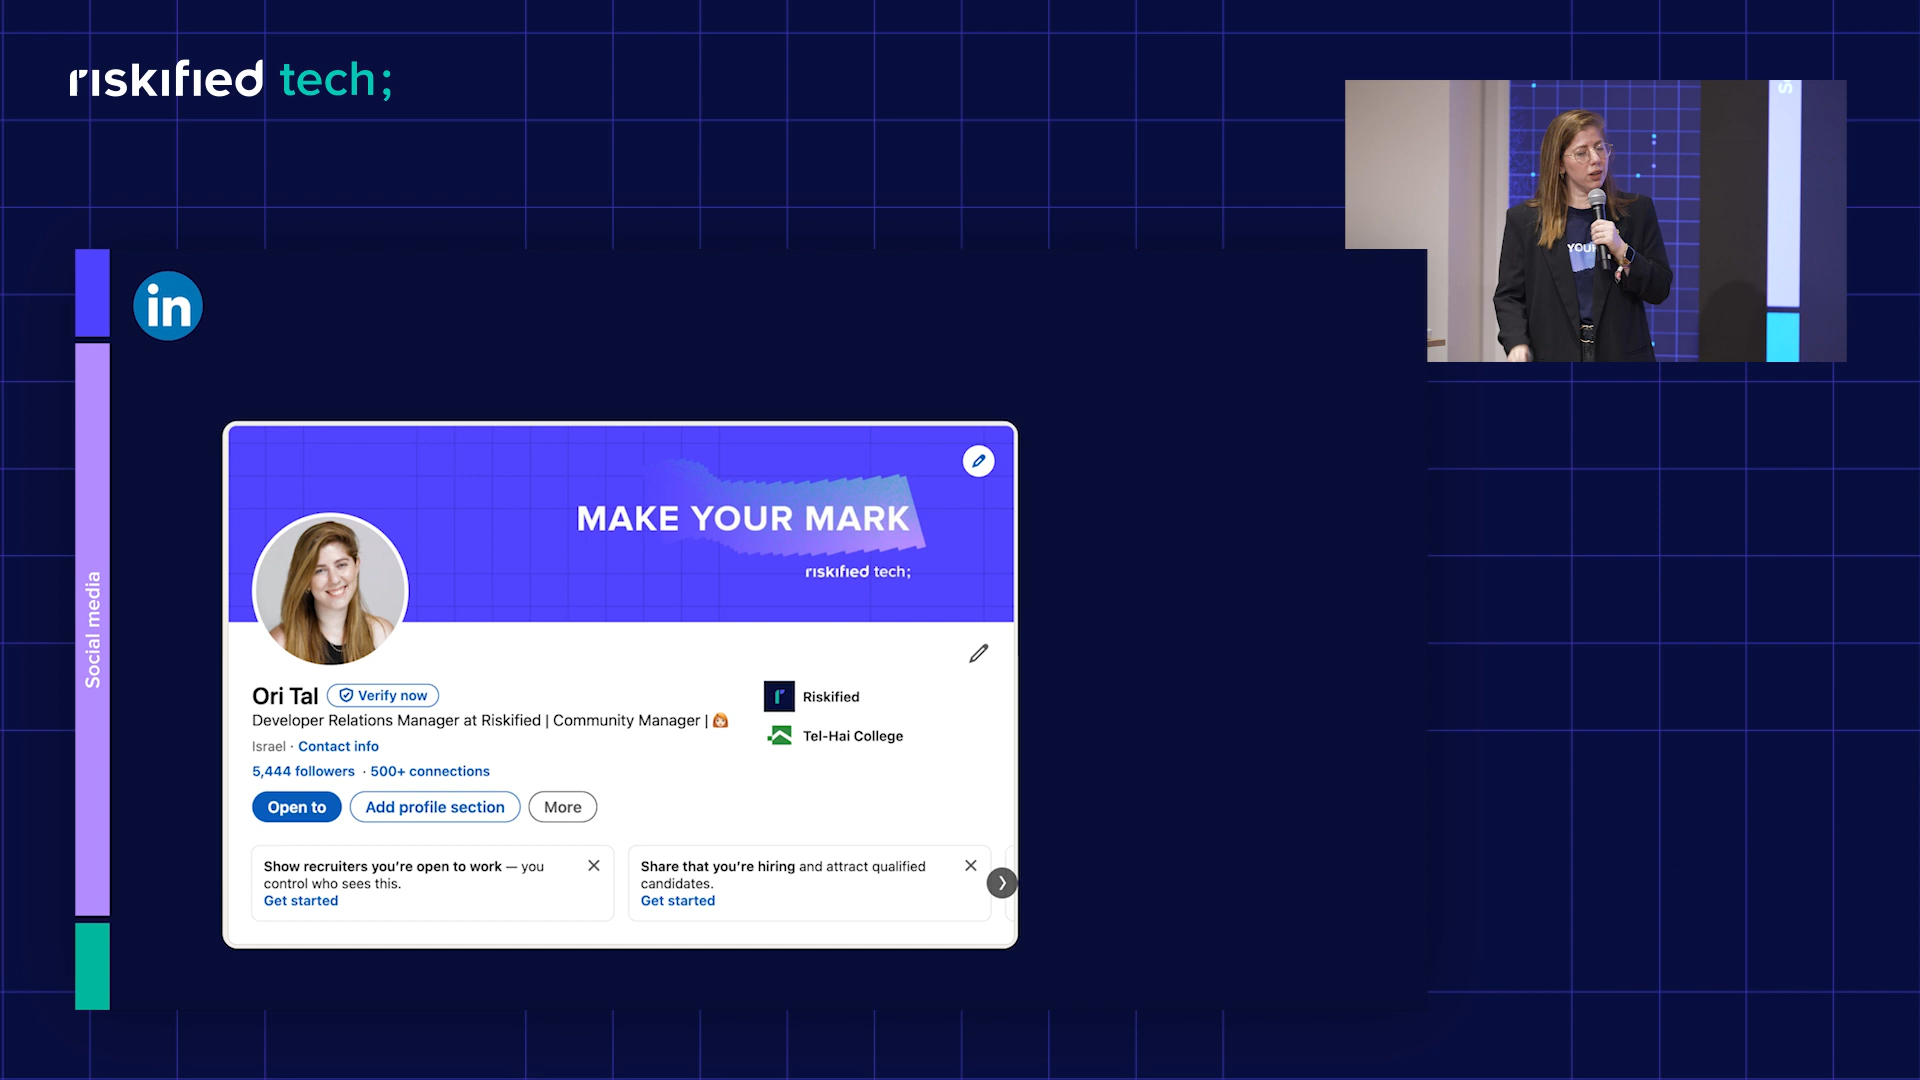 riskified tech;
S
YOUR
in
Social media
MAKE YOUR MARK
riskified tech;
Ori Tal
Verify now
Developer Relations Manager at Riskified | Community Manager | 👩‍🦰
Israel · Contact info
5,444 followers · 500+ connections
Open to
Add profile section
More
Riskified
Tel-Hai College
Show recruiters you're open to work — you
control who sees this.
Get started
Share that you're hiring and attract qualified
candidates.
Get started